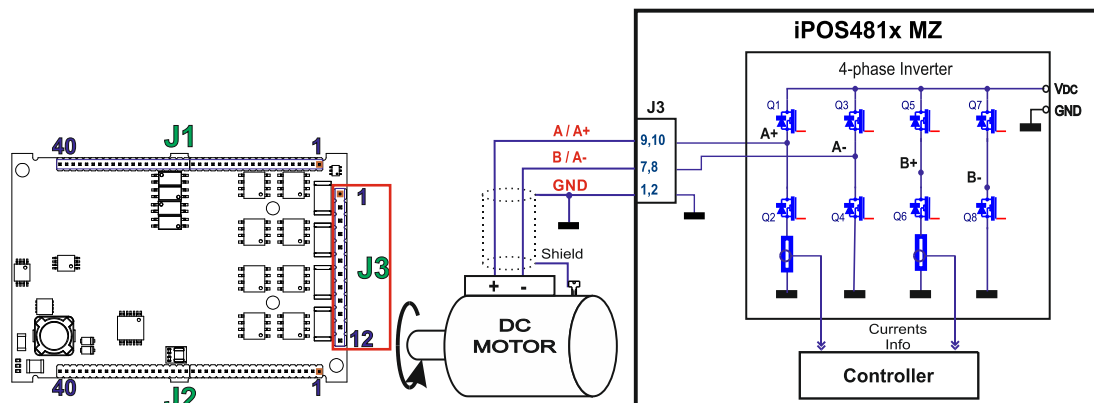 J1
40
1
1
J3
12
40
J2
1
A / A+
B / A-
GND
Shield
+
-
DC
MOTOR
iPOS481x MZ
4-phase Inverter
J3
9,10
7,8
1,2
Q1
Q3
Q5
Q7
VDC
GND
A+
A-
B+
B-
Q2
Q4
Q6
Q8
Currents
Info
Controller